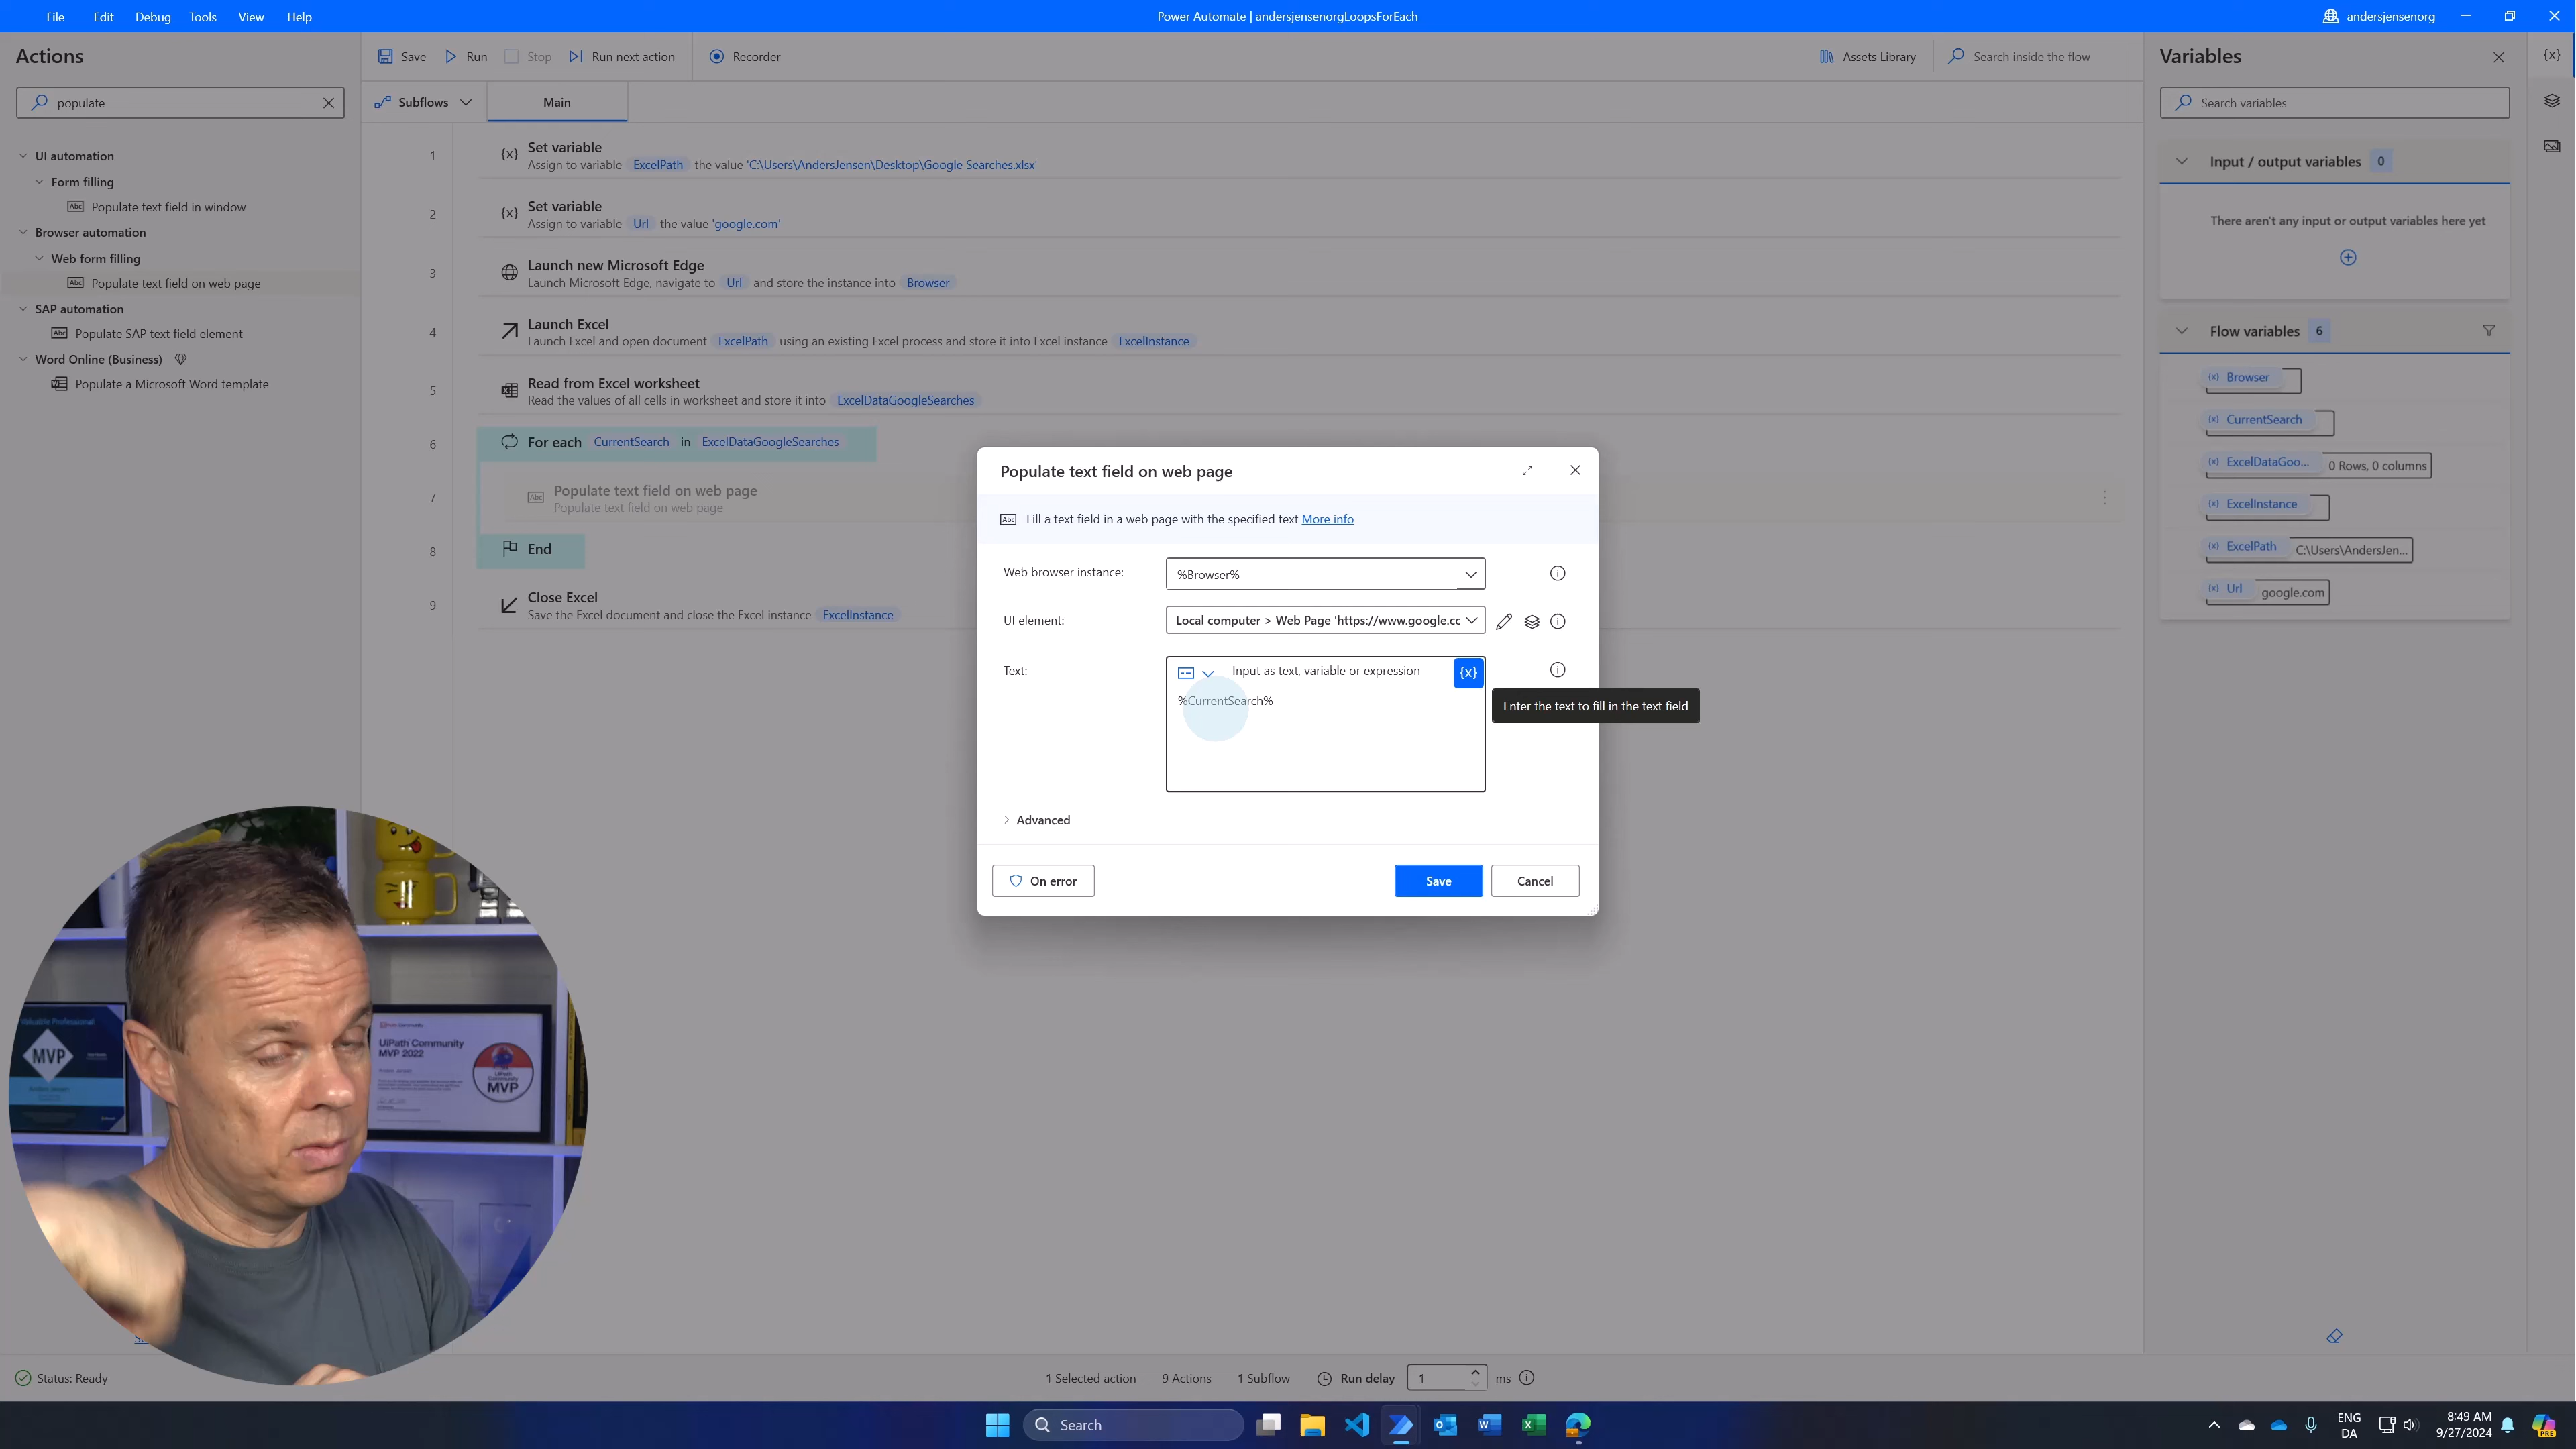 File Edit Debug Tools View Help
Power Automate | andersjensenorgLoopsForEach
andersjensenorg
Actions
populate
UI automation
Form filling
Populate text field in window
Browser automation
Web form filling
Populate text field on web page
SAP automation
Populate SAP text field element
Word Online (Business)
Populate a Microsoft Word template
Save Run Stop Run next action Recorder
Assets Library Search inside the flow
Subflows Main
1 Set variable
Assign to variable ExcelPath the value 'C:\Users\AndersJensen\Desktop\Google Searches.xlsx'
2 Set variable
Assign to variable Url the value 'google.com'
3 Launch new Microsoft Edge
Launch Microsoft Edge, navigate to Url and store the instance into Browser
4 Launch Excel
Launch Excel and open document ExcelPath using an existing Excel process and store it into Excel instance ExcelInstance
5 Read from Excel worksheet
Read the values of all cells in worksheet and store it into ExcelDataGoogleSearches
6 For each CurrentSearch in ExcelDataGoogleSearches
7 Populate text field on web page
Populate text field on web page
8 End
9 Close Excel
Save the Excel document and close the Excel instance ExcelInstance
Populate text field on web page
Abc Fill a text field in a web page with the specified text More info
Web browser instance: %Browser%
UI element: Local computer > Web Page 'https://www.google.cc
Text: Input as text, variable or expression {x}
%CurrentSearch%
Enter the text to fill in the text field
Advanced
On error Save Cancel
Variables
{x}
Search variables
Input / output variables 0
There aren't any input or output variables here yet
Flow variables 6
Browser
CurrentSearch
ExcelDataGoo... 0 Rows, 0 columns
ExcelInstance
ExcelPath C:\Users\AndersJen...
Url google.com
MVP
UiPath Community
MVP 2022
MVP
Status: Ready
1 Selected action 9 Actions 1 Subflow Run delay 1 ms
Search
ENG
DA
8:49 AM
9/27/2024
PRE